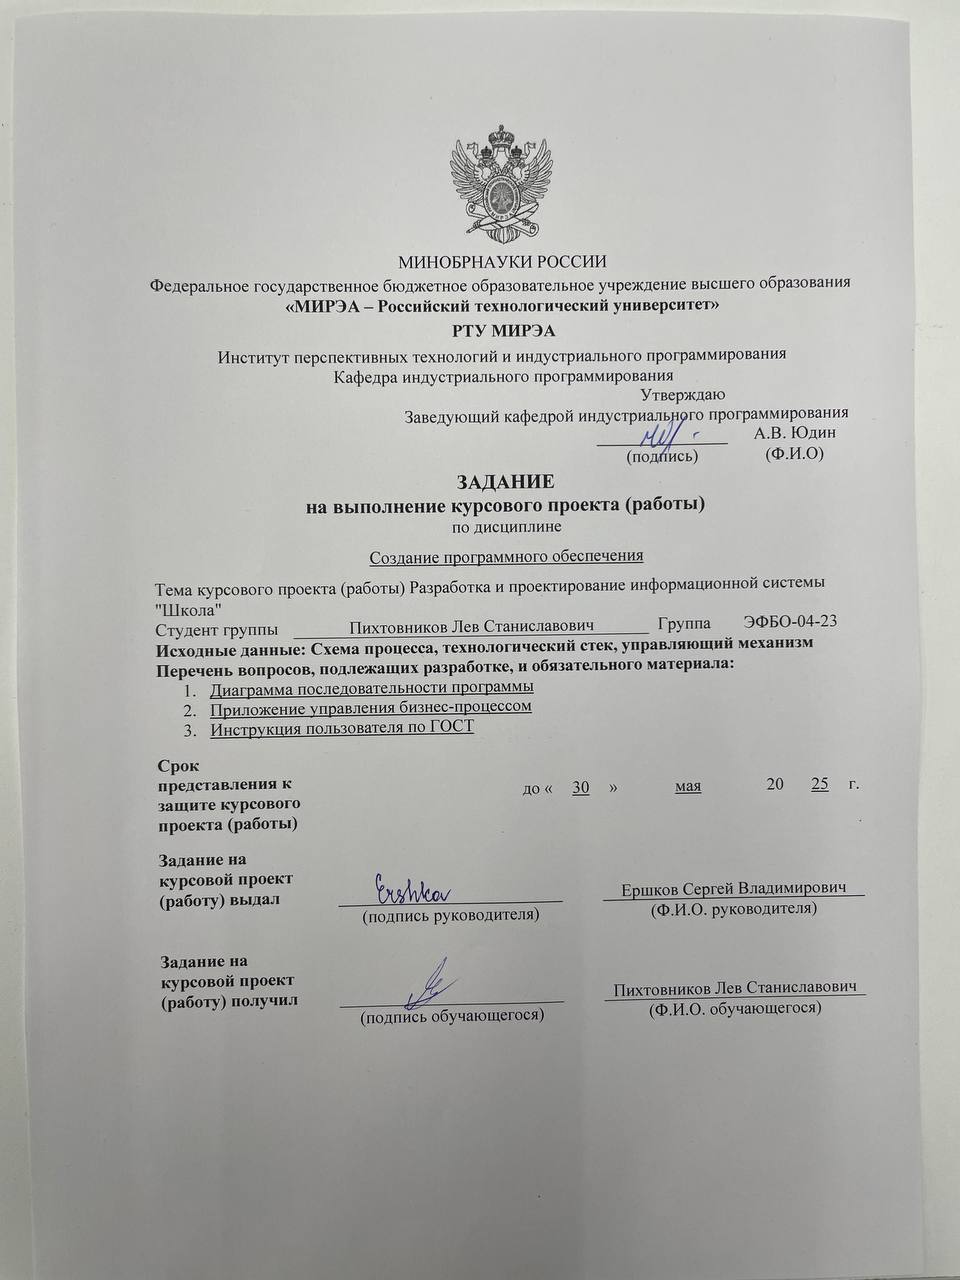 МИНОБРНАУКИ РОССИИ
Федеральное государственное бюджетное образовательное учреждение высшего образования
«МИРЭА – Российский технологический университет»
РТУ МИРЭА
Институт перспективных технологий и индустриального программирования
Кафедра индустриального программирования
Утверждаю
Заведующий кафедрой индустриального программирования
А.В. Юдин
(подпись) (Ф.И.О)
ЗАДАНИЕ
на выполнение курсового проекта (работы)
по дисциплине
Создание программного обеспечения
Тема курсового проекта (работы) Разработка и проектирование информационной системы
"Школа"
Студент группы Пихтовников Лев Станиславович Группа ЭФБО-04-23
Исходные данные: Схема процесса, технологический стек, управляющий механизм
Перечень вопросов, подлежащих разработке, и обязательного материала:
1. Диаграмма последовательности программы
2. Приложение управления бизнес-процессом
3. Инструкция пользователя по ГОСТ
Срок
представления к
защите курсового
проекта (работы)
до « 30 » мая 20 25 г.
Задание на
курсовой проект
(работу) выдал
Ershkov
Ершков Сергей Владимирович
(подпись руководителя) (Ф.И.О. руководителя)
Задание на
курсовой проект
(работу) получил
Пихтовников Лев Станиславович
(подпись обучающегося) (Ф.И.О. обучающегося)